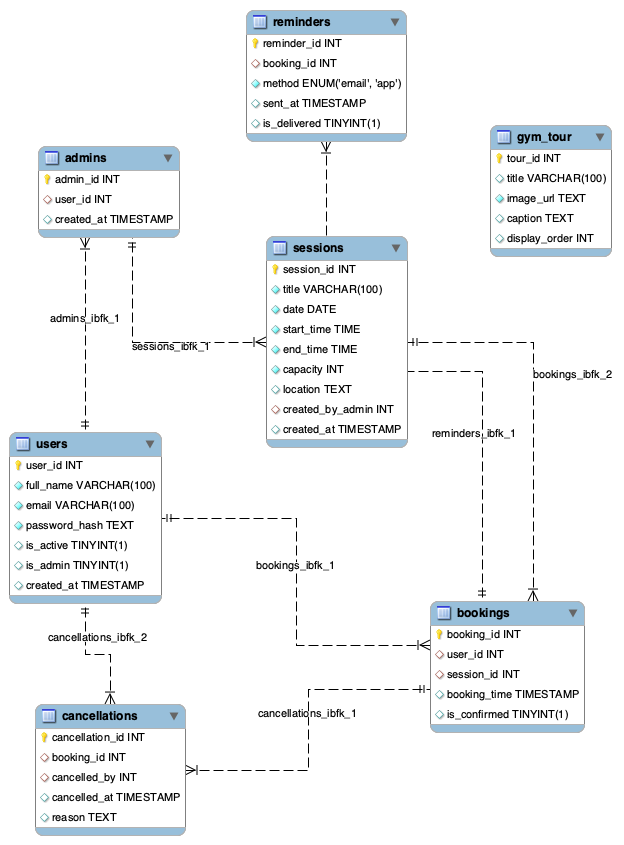 reminders
reminder_id INT
booking_id INT
method ENUM('email', 'app')
sent_at TIMESTAMP
is_delivered TINYINT(1)
gym_tour
tour_id INT
title VARCHAR(100)
image_url TEXT
caption TEXT
display_order INT
admins
admin_id INT
user_id INT
created_at TIMESTAMP
sessions
session_id INT
title VARCHAR(100)
date DATE
start_time TIME
end_time TIME
capacity INT
location TEXT
created_by_admin INT
created_at TIMESTAMP
admins_ibfk_1
sessions_ibfk_1
bookings_ibfk_2
reminders_ibfk_1
users
user_id INT
full_name VARCHAR(100)
email VARCHAR(100)
password_hash TEXT
is_active TINYINT(1)
is_admin TINYINT(1)
created_at TIMESTAMP
bookings_ibfk_1
bookings
booking_id INT
user_id INT
session_id INT
booking_time TIMESTAMP
is_confirmed TINYINT(1)
cancellations_ibfk_2
cancellations_ibfk_1
cancellations
cancellation_id INT
booking_id INT
cancelled_by INT
cancelled_at TIMESTAMP
reason TEXT